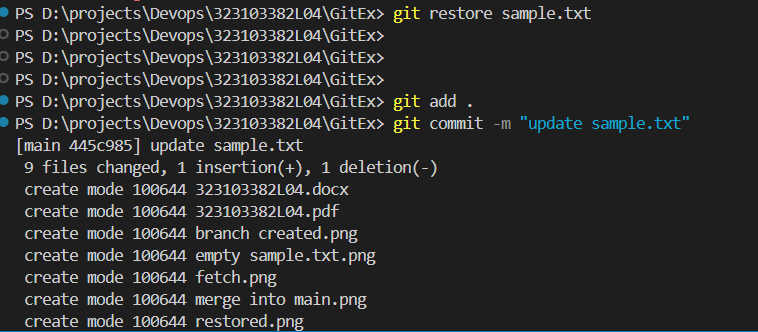 PS D:\projects\Devops\323103382L04\GitEx> git restore sample.txt
PS D:\projects\Devops\323103382L04\GitEx>
PS D:\projects\Devops\323103382L04\GitEx>
PS D:\projects\Devops\323103382L04\GitEx>
PS D:\projects\Devops\323103382L04\GitEx> git add .
PS D:\projects\Devops\323103382L04\GitEx> git commit -m "update sample.txt"
[main 445c985] update sample.txt
9 files changed, 1 insertion(+), 1 deletion(-)
create mode 100644 323103382L04.docx
create mode 100644 323103382L04.pdf
create mode 100644 branch created.png
create mode 100644 empty sample.txt.png
create mode 100644 fetch.png
create mode 100644 merge into main.png
create mode 100644 restored.png